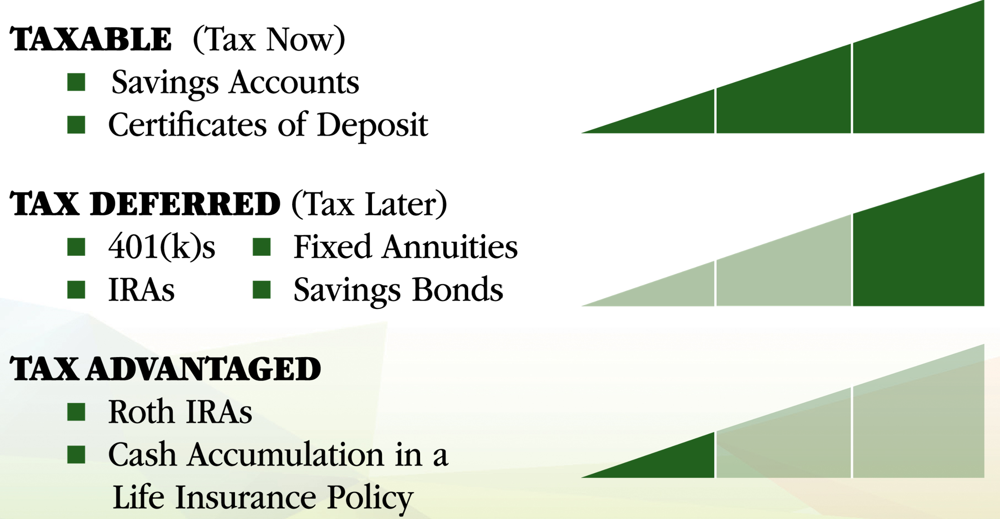 TAXABLE (Tax Now)
Savings Accounts
Certificates of Deposit
TAX DEFERRED (Tax Later)
401(k)s
Fixed Annuities
IRAs
Savings Bonds
TAX ADVANTAGED
Roth IRAs
Cash Accumulation in a
Life Insurance Policy